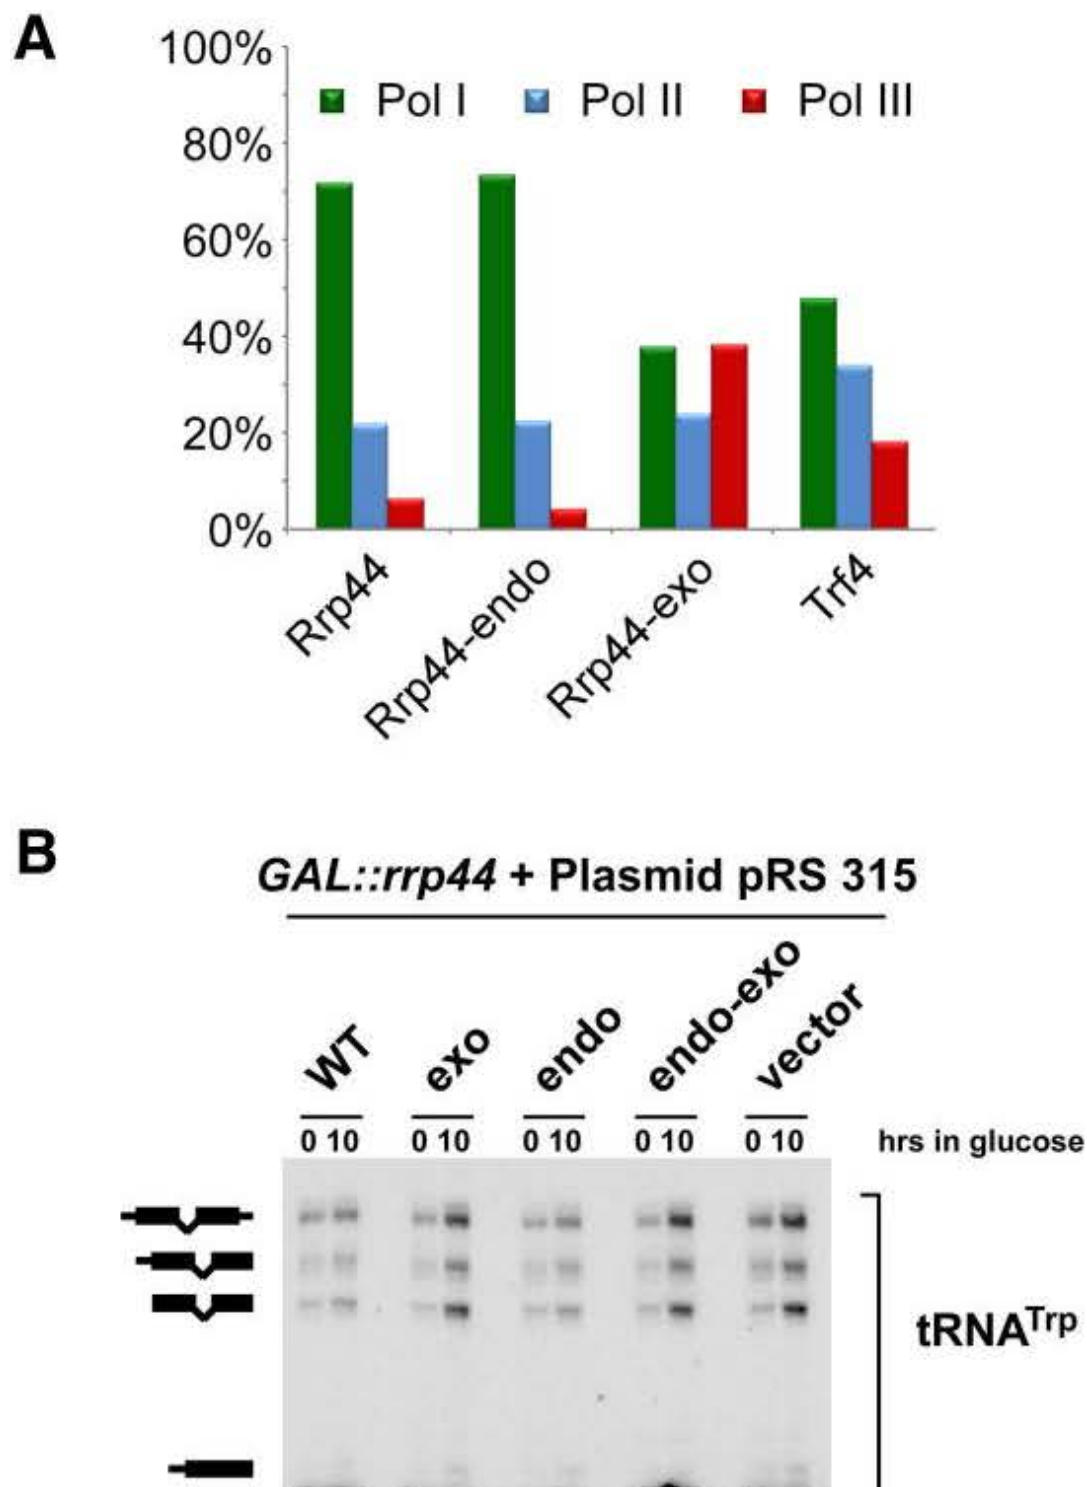 A
100%
80%
60%
40%
20%
0%
Pol I Pol II Pol III
Rrp44 Rrp44-endo Rrp44-exo Trf4
B
GAL::rrp44 + Plasmid pRS 315
WT exo endo endo-exo vector
0 10 0 10 0 10 0 10 0 10 hrs in glucose
tRNATrp